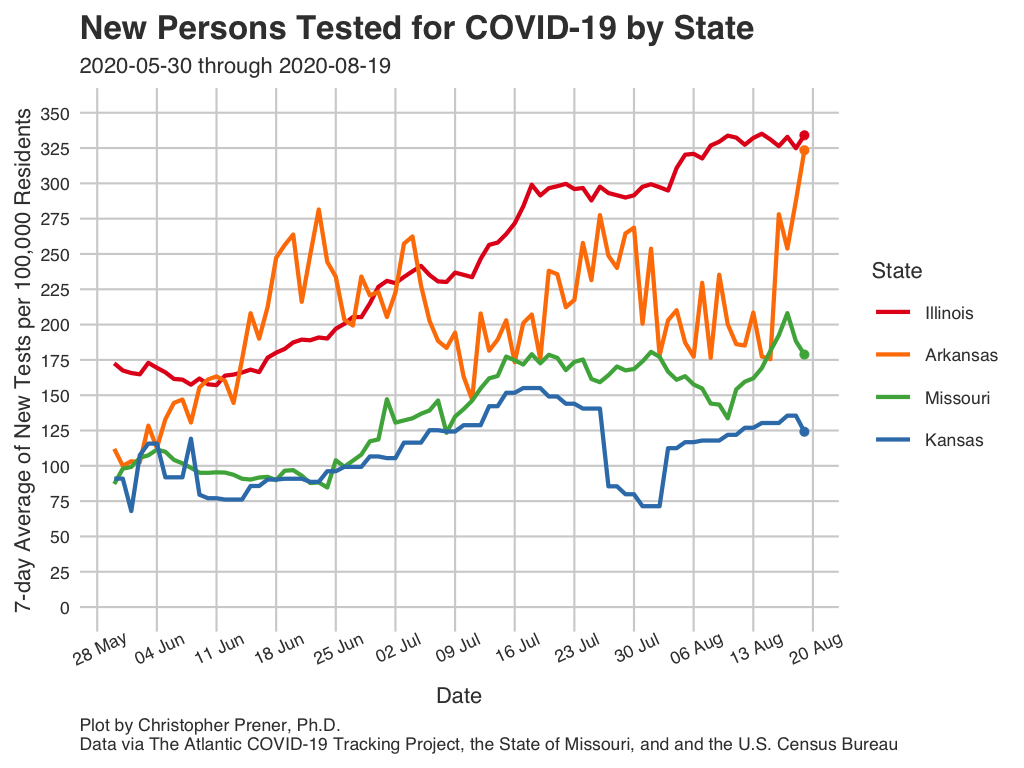 New Persons Tested for COVID-19 by State
2020-05-30 through 2020-08-19
7-day Average of New Tests per 100,000 Residents
350
325
300
275
250
225
200
175
150
125
100
75
50
25
0
28 May
04 Jun
11 Jun
18 Jun
25 Jun
02 Jul
09 Jul
16 Jul
23 Jul
30 Jul
06 Aug
13 Aug
20 Aug
Date
State
Illinois
Arkansas
Missouri
Kansas
Plot by Christopher Prener, Ph.D.
Data via The Atlantic COVID-19 Tracking Project, the State of Missouri, and and the U.S. Census Bureau